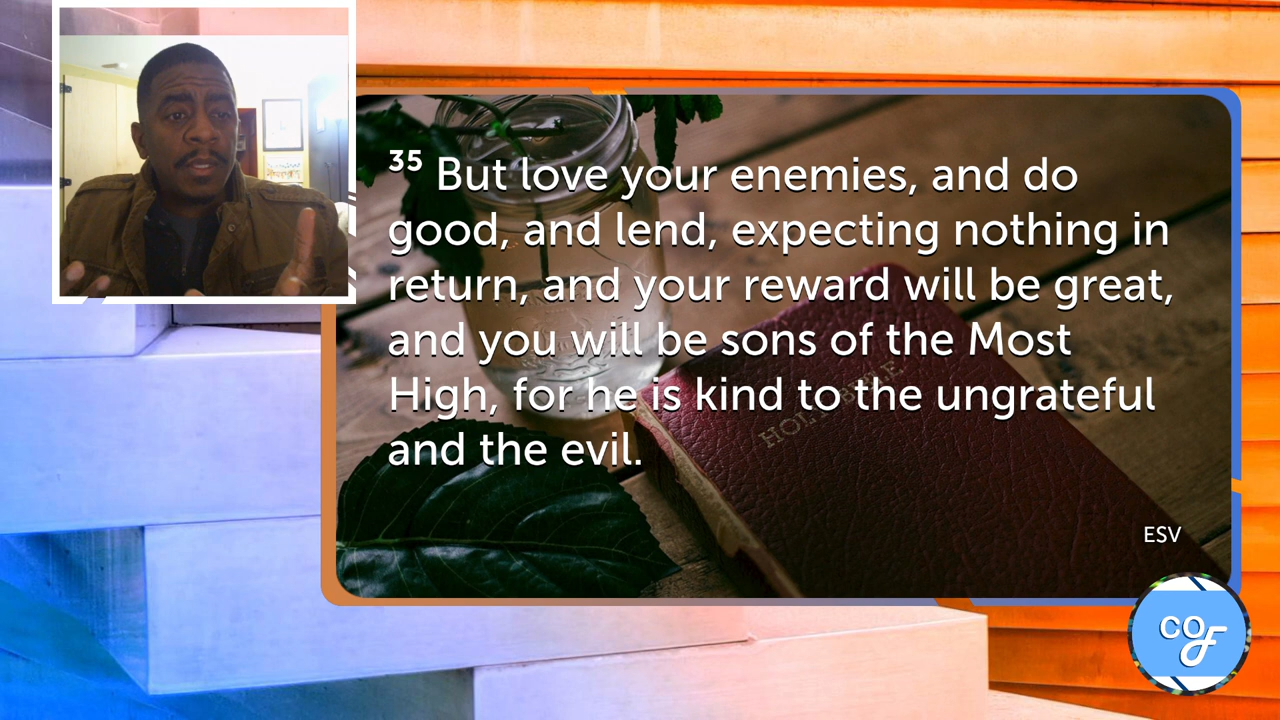 35 But love your enemies, and do
good, and lend, expecting nothing in
return, and your reward will be great,
and you will be sons of the Most
High, for he is kind to the ungrateful
and the evil.
HOLY BIBLE
ESV
COF